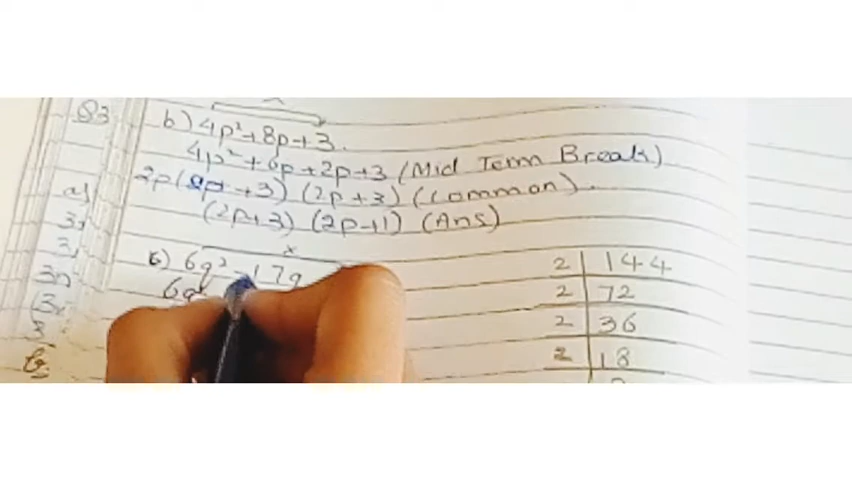 Q3
b) 4p²+8p+3.
4p²+6p+2p+3 (Mid Term Break)
2p(2p+3) (2p+3) (Common).
(2p+3) (2p+1) (Ans)
c) 6q²-17q
6q
a)
2 | 144
2 | 72
2 | 36
2 | 18